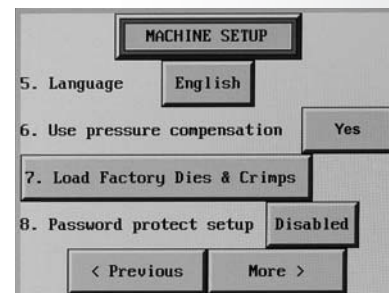 MACHINE SETUP
5. Language English
6. Use pressure compensation Yes
7. Load Factory Dies & Crimps
8. Password protect setup Disabled
< Previous More >